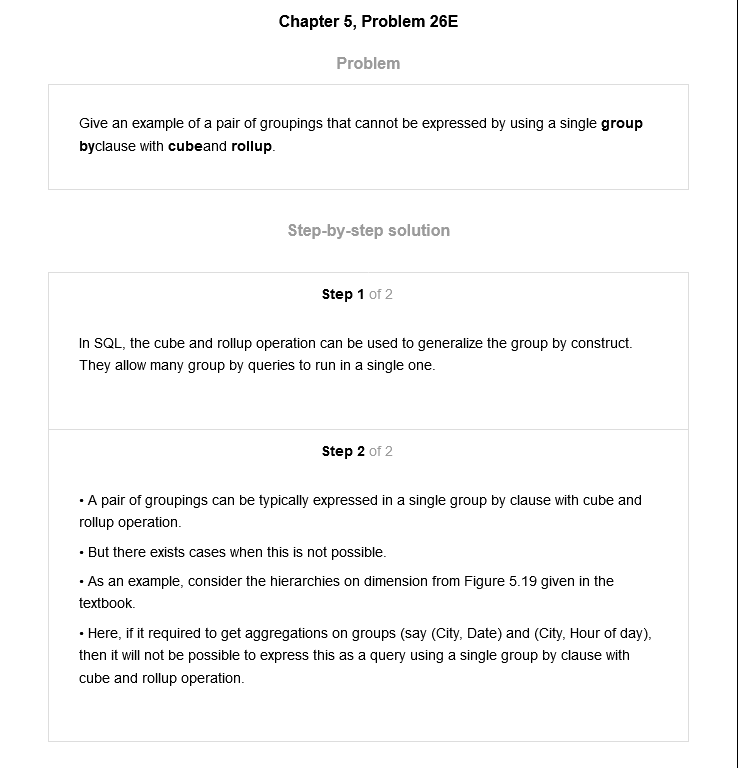 Chapter 5, Problem 26E
Problem
Give an example of a pair of groupings that cannot be expressed by using a single group
byclause with cubeand rollup.
Step-by-step solution
Step 1 of 2
In SQL, the cube and rollup operation can be used to generalize the group by construct.
They allow many group by queries to run in a single one.
Step 2 of 2
• A pair of groupings can be typically expressed in a single group by clause with cube and
rollup operation.
• But there exists cases when this is not possible.
• As an example, consider the hierarchies on dimension from Figure 5.19 given in the
textbook.
• Here, if it required to get aggregations on groups (say (City, Date) and (City, Hour of day),
then it will not be possible to express this as a query using a single group by clause with
cube and rollup operation.